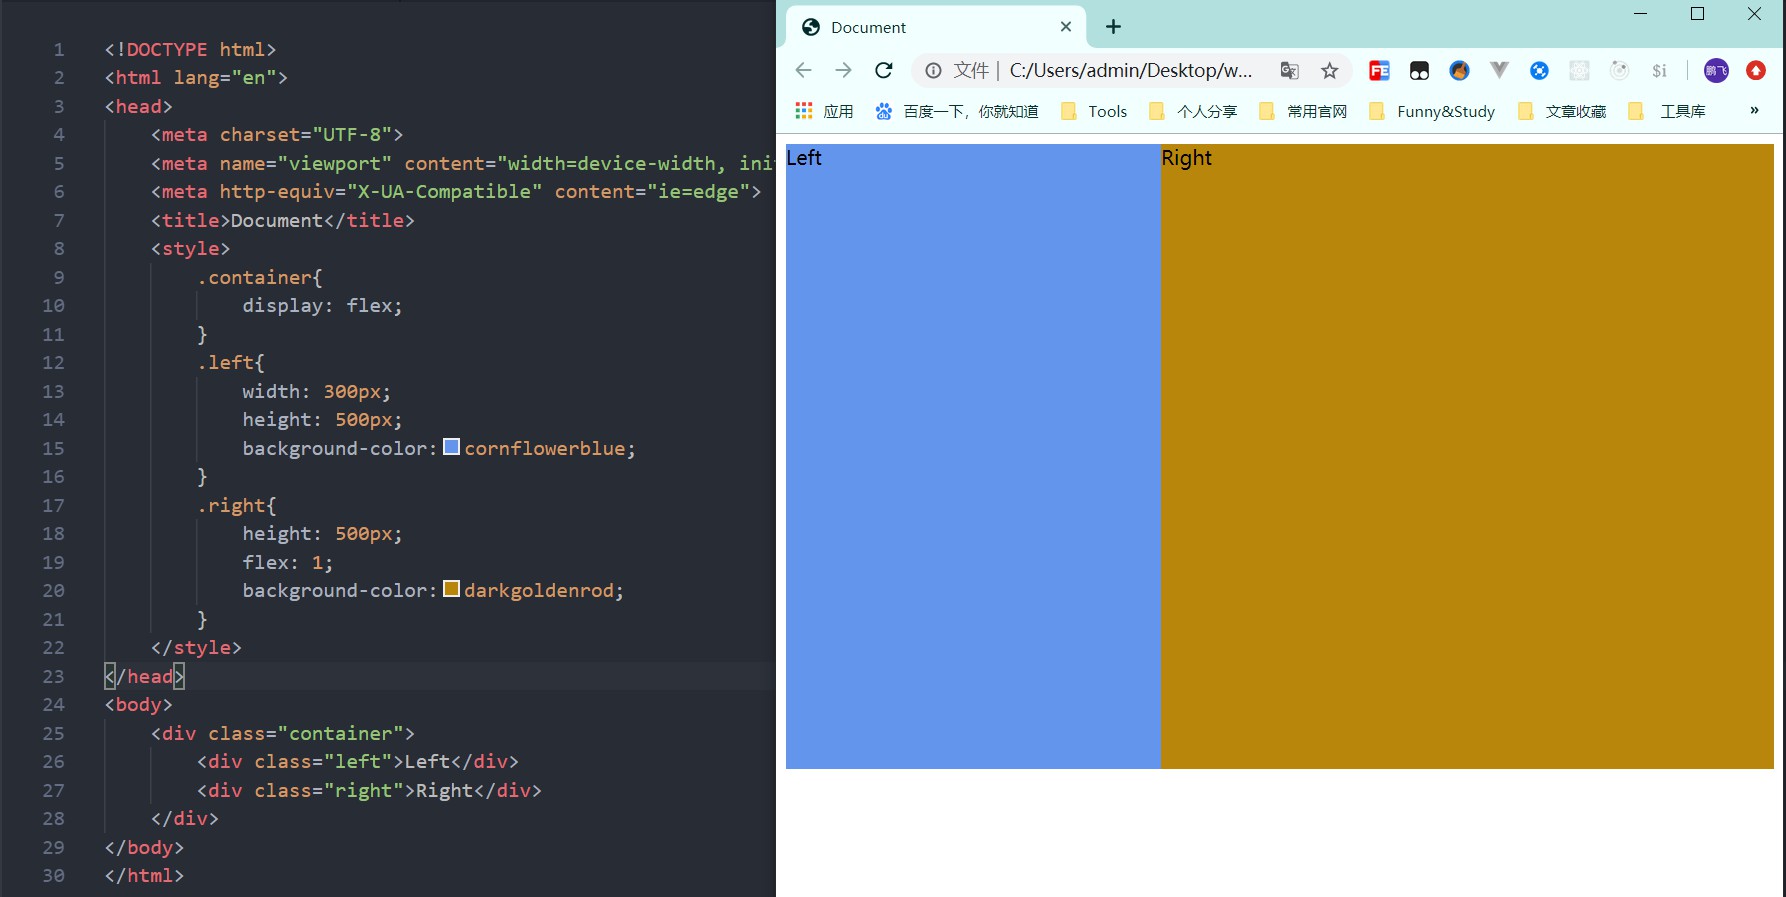 1 <!DOCTYPE html>
2 <html lang="en">
3 <head>
4 <meta charset="UTF-8">
5 <meta name="viewport" content="width=device-width, ini
6 <meta http-equiv="X-UA-Compatible" content="ie=edge">
7 <title>Document</title>
8 <style>
9 .container{
10 display: flex;
11 }
12 .left{
13 width: 300px;
14 height: 500px;
15 background-color: cornflowerblue;
16 }
17 .right{
18 height: 500px;
19 flex: 1;
20 background-color: darkgoldenrod;
21 }
22 </style>
23 </head>
24 <body>
25 <div class="container">
26 <div class="left">Left</div>
27 <div class="right">Right</div>
28 </div>
29 </body>
30 </html>
Document
文件 | C:/Users/admin/Desktop/w... FE $i 鹏飞
应用 百度一下，你就知道 Tools 个人分享 常用官网 Funny&Study 文章收藏 工具库 »
Left Right